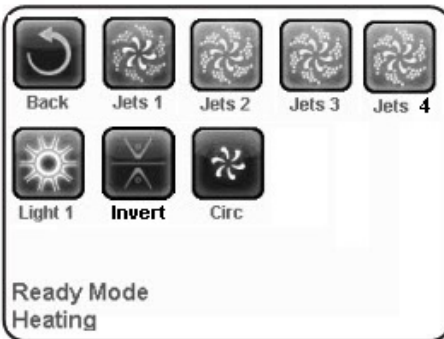 Back Jets 1 Jets 2 Jets 3 Jets 4
Light 1 Invert Circ
Ready Mode
Heating